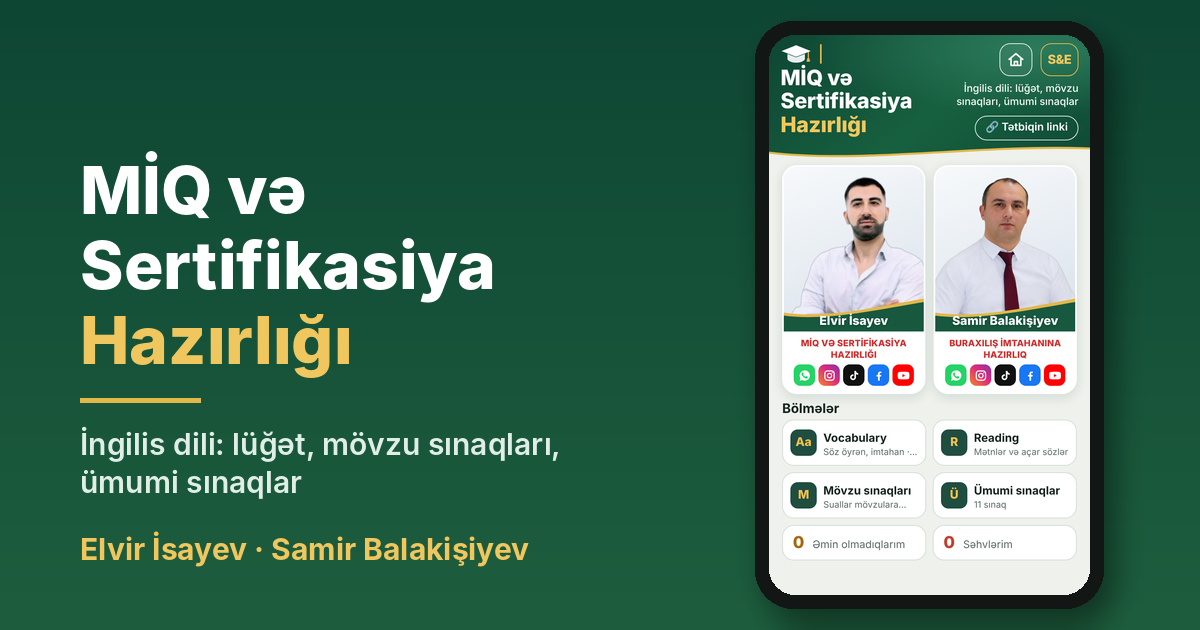 MİQ və
Sertifikasiya
Hazırlığı
İngilis dili: lüğət, mövzu sınaqları,
ümumi sınaqlar
Elvir İsayev · Samir Balakişiyev
MİQ və
Sertifikasiya
Hazırlığı
S&E
İngilis dili: lüğət, mövzu
sınaqları, ümumi sınaqlar
Tətbiqin linki
Elvir İsayev
MİQ VƏ SERTİFİKASİYA
HAZIRLIĞI
Samir Balakişiyev
BURAXILIŞ İMTAHANINA
HAZIRLIQ
Bölmələr
Aa Vocabulary
Söz öyrən, imtahan ·...
R Reading
Mətnlər və açar sözlər
M Mövzu sınaqları
Suallar mövzulara...
Ü Ümumi sınaqlar
11 sınaq
0 Əmin olmadıqlarım
0 Səhvlərim